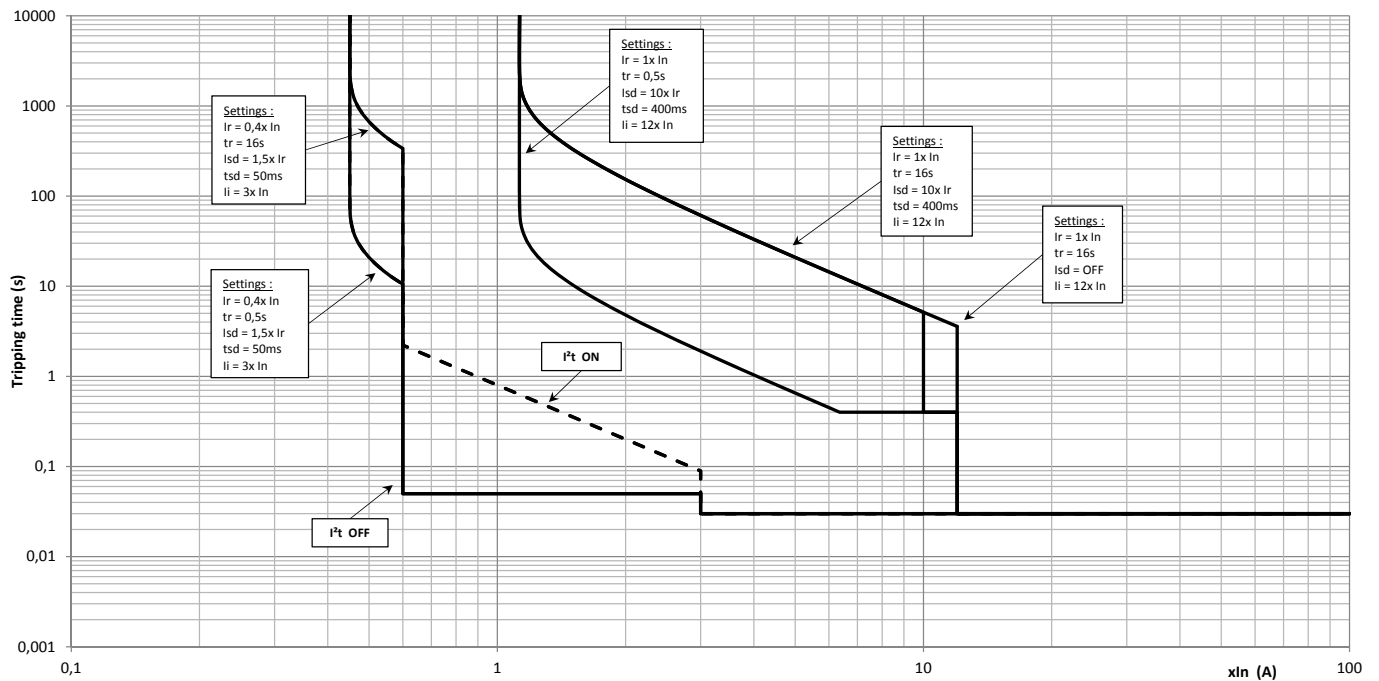 10000
1000
100
10
1
0,1
0,01
0,001
Tripping time (s)
0,1
1
10
100
xIn (A)
Settings :
Ir = 0,4x In
tr = 16s
Isd = 1,5x Ir
tsd = 50ms
Ii = 3x In
Settings :
Ir = 0,4x In
tr = 0,5s
Isd = 1,5x Ir
tsd = 50ms
Ii = 3x In
Settings :
Ir = 1x In
tr = 0,5s
Isd = 10x Ir
tsd = 400ms
Ii = 12x In
Settings :
Ir = 1x In
tr = 16s
Isd = 10x Ir
tsd = 400ms
Ii = 12x In
Settings :
Ir = 1x In
tr = 16s
Isd = OFF
Ii = 12x In
I²t ON
I²t OFF